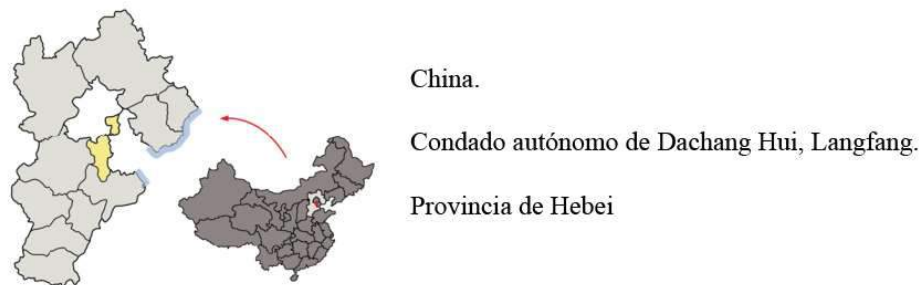 China.
Condado autónomo de Dachang Hui, Langfang.
Provincia de Hebei